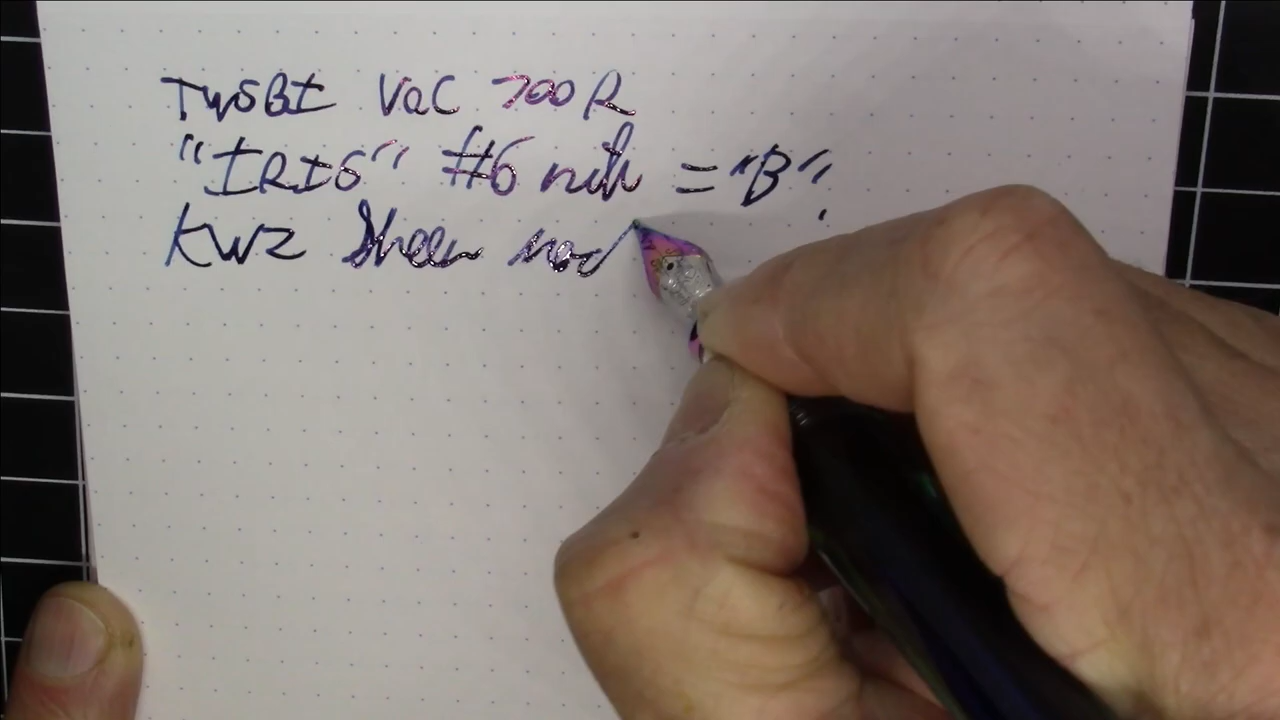 TWSBI VAC 700R
"IRIS" #6 nib = "B".
KWZ Sheen